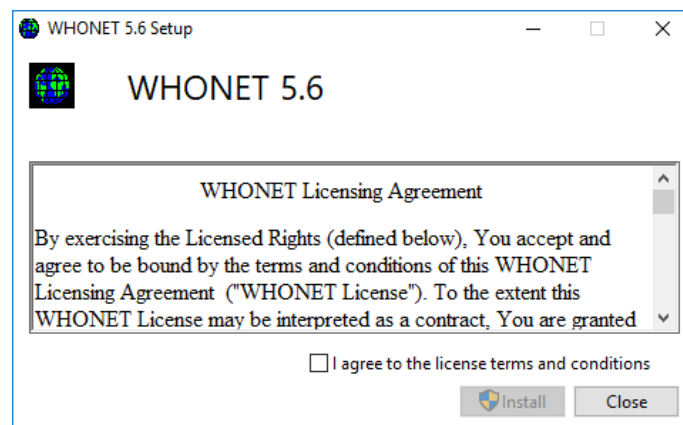 WHONET 5.6 Setup
WHONET 5.6
WHONET Licensing Agreement
By exercising the Licensed Rights (defined below), You accept and
agree to be bound by the terms and conditions of this WHONET
Licensing Agreement ("WHONET License"). To the extent this
WHONET License may be interpreted as a contract, You are granted
I agree to the license terms and conditions
Install
Close